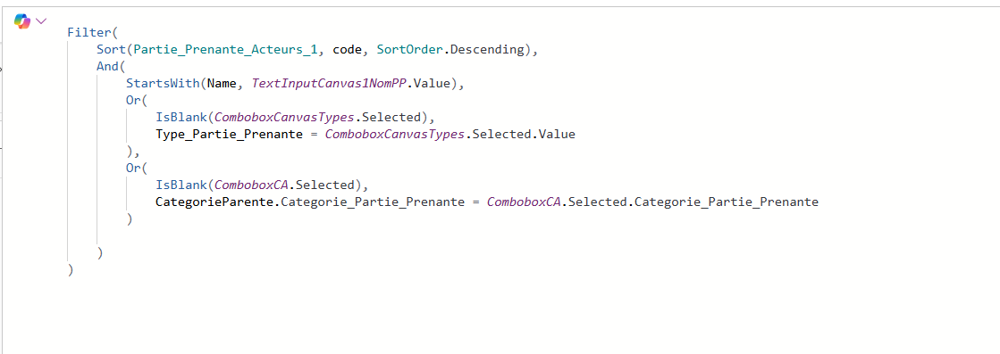 Filter(
Sort(Partie_Prenante_Acteurs_1, code, SortOrder.Descending),
And(
StartsWith(Name, TextInputCanvas1NomPP.Value),
Or(
IsBlank(ComboboxCanvasTypes.Selected),
Type_Partie_Prenante = ComboboxCanvasTypes.Selected.Value
),
Or(
IsBlank(ComboboxCA.Selected),
CategorieParente.Categorie_Partie_Prenante = ComboboxCA.Selected.Categorie_Partie_Prenante
)
)
)